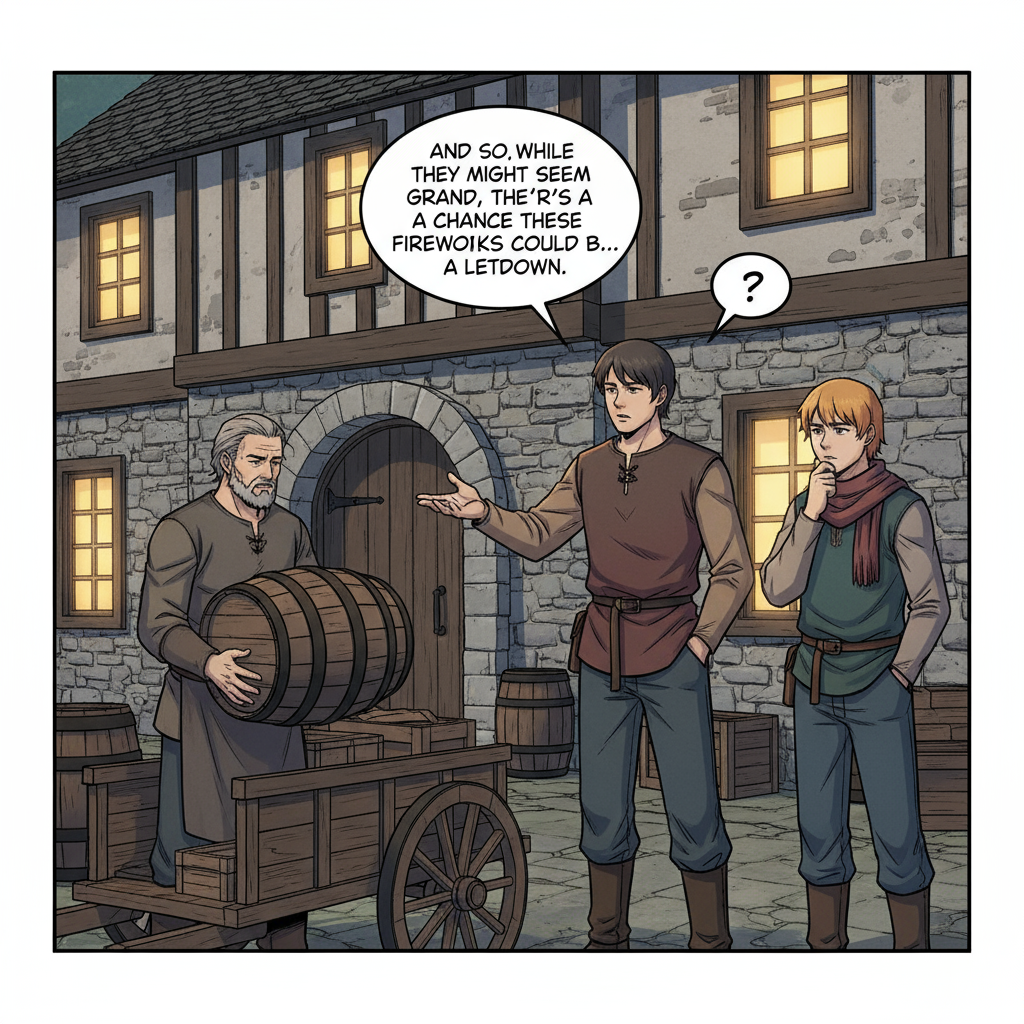 AND SO, WHILE
THEY MIGHT SEEM
GRAND, THE'R'S A
A CHANCE THESE
FIREWOIKS COULD B...
A LETDOWN.
?